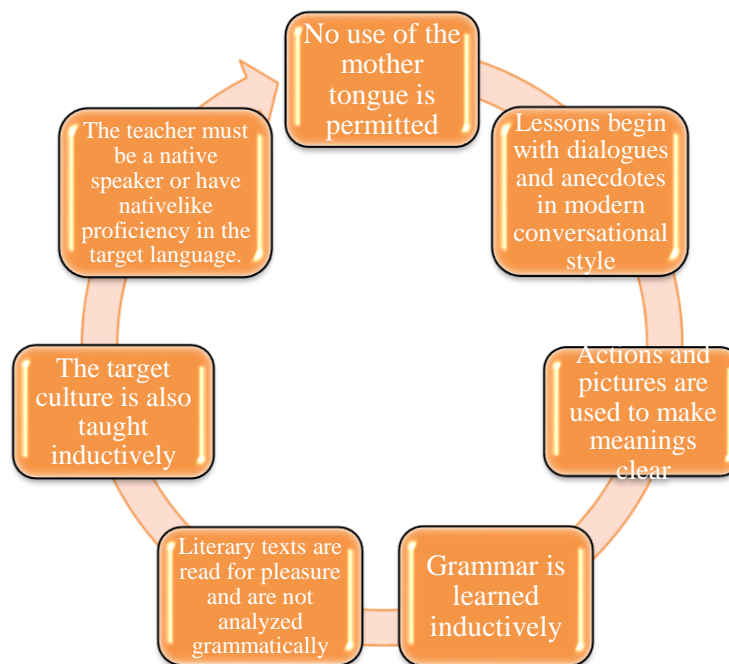 No use of the
mother
tongue is
permitted
Lessons begin
with dialogues
and anecdotes
in modern
conversational
style
Actions and
pictures are
used to make
meanings
clear
Grammar is
learned
inductively
Literary texts are
read for pleasure
and are not
analyzed
grammatically
The target
culture is also
taught
inductively
The teacher must
be a native
speaker or have
nativelike
proficiency in the
target language.